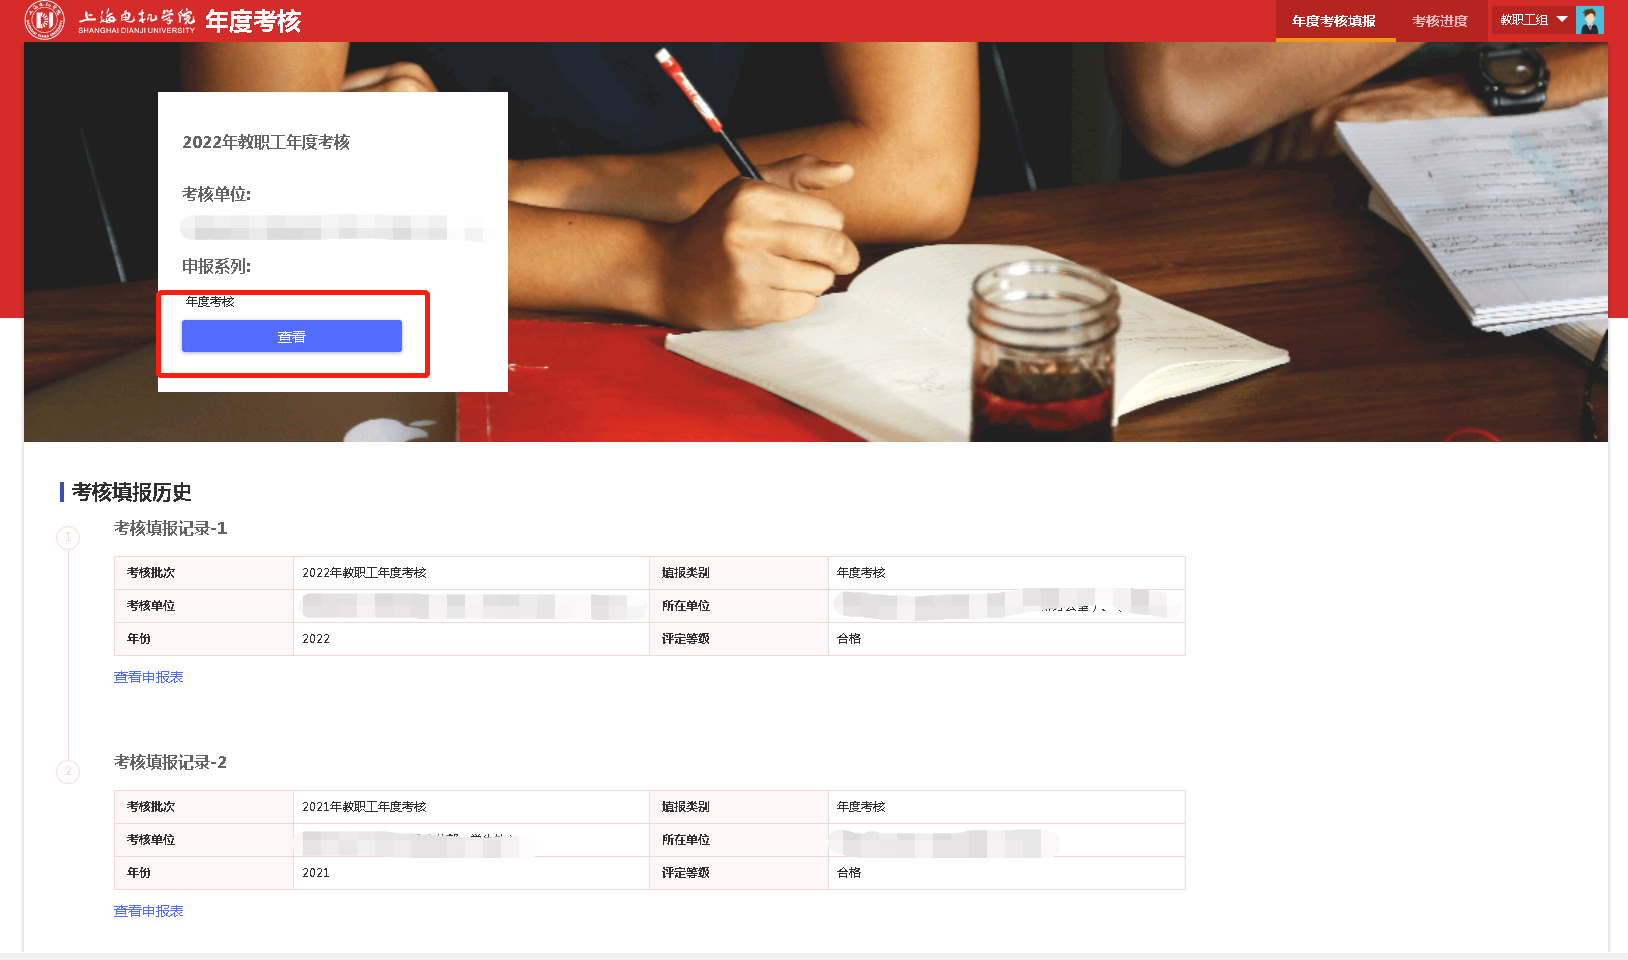 上海电机学院
SHANGHAI DIANJI UNIVERSITY
年度考核
年度考核填报
考核进度
教职工组
2022年教职工年度考核
考核单位:
申报系列:
年度考核
查看
考核填报历史
1
考核填报记录-1
考核批次 2022年教职工年度考核 填报类别 年度考核
考核单位 所在单位
年份 2022 评定等级 合格
查看申报表
2
考核填报记录-2
考核批次 2021年教职工年度考核 填报类别 年度考核
考核单位 所在单位
年份 2021 评定等级 合格
查看申报表